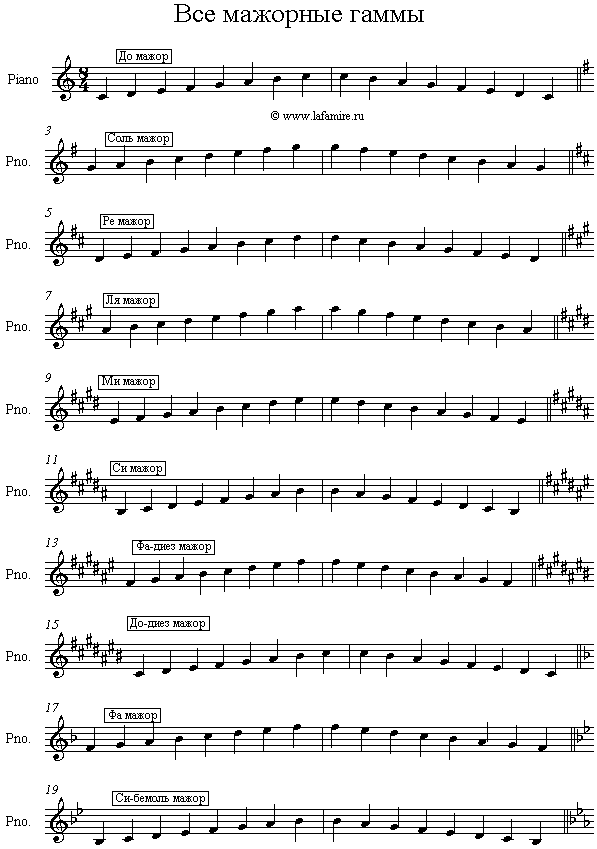 Все мажорные гаммы
До мажор
Piano
8
4
© www.lafamire.ru
3
Соль мажор
Pno.
5
Ре мажор
Pno.
7
Ля мажор
Pno.
9
Ми мажор
Pno.
11
Си мажор
Pno.
13
Фа-диез мажор
Pno.
15
До-диез мажор
Pno.
17
Фа мажор
Pno.
19
Си-бемоль мажор
Pno.